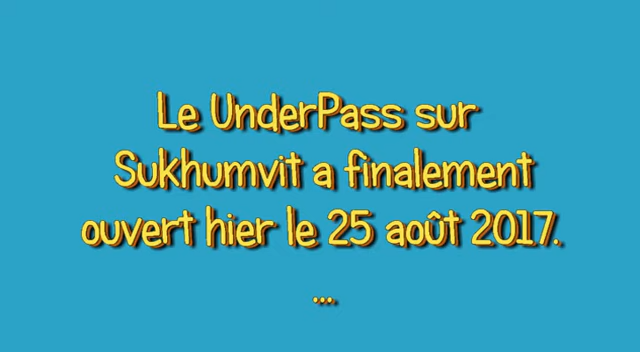 Le UnderPass sur
Sukhumvit a finalement
ouvert hier le 25 août 2017.
...